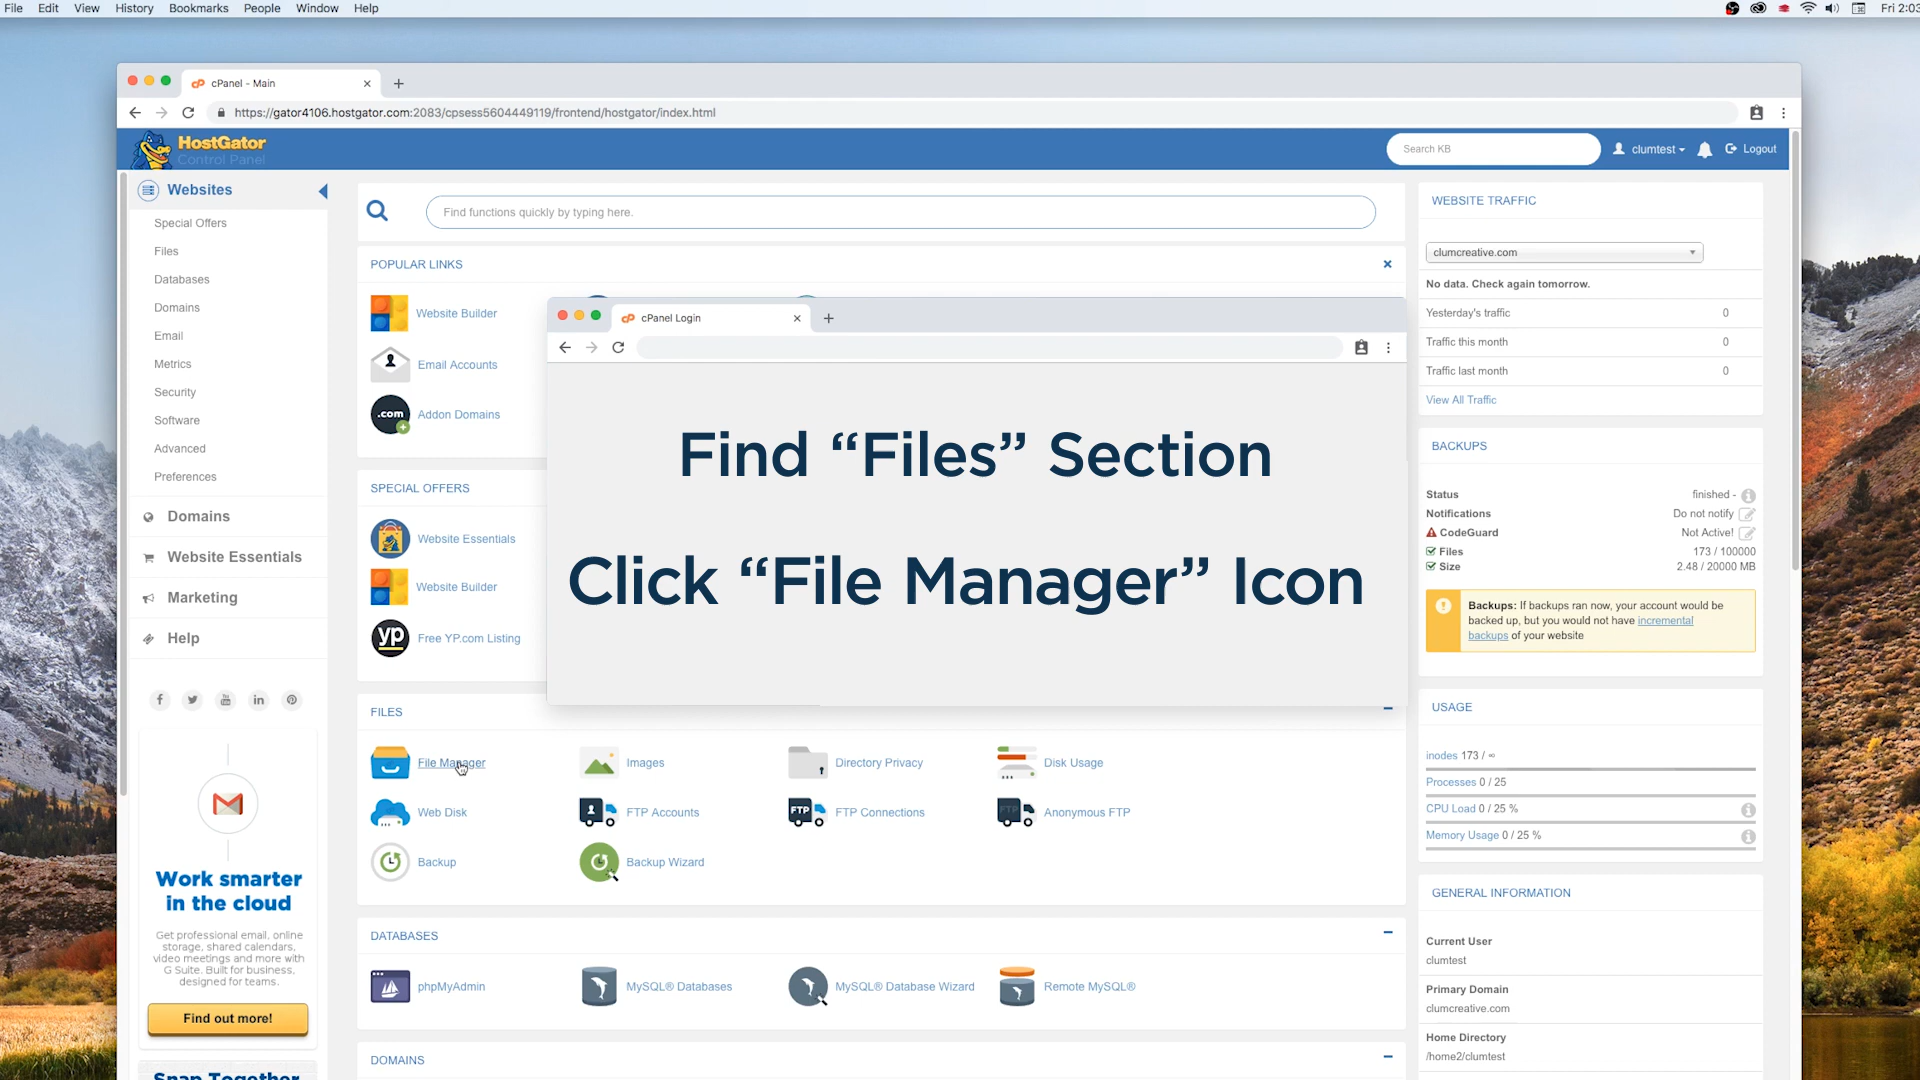 File Edit View History Bookmarks People Window Help
Fri 2:03
cPanel - Main
https://gator4106.hostgator.com:2083/cpsess5604449119/frontend/hostgator/index.html
HostGator
Control Panel
Search KB
clumtest
Logout
Websites
Special Offers
Files
Databases
Domains
Email
Metrics
Security
Software
Advanced
Preferences
Domains
Website Essentials
Marketing
Help
Work smarter
in the cloud
Get professional email, online
storage, shared calendars,
video meetings and more with
G Suite. Built for business,
designed for teams.
Find out more!
Snap Together
Find functions quickly by typing here.
POPULAR LINKS
Website Builder
Email Accounts
.com
Addon Domains
SPECIAL OFFERS
Website Essentials
Website Builder
yp
Free YP.com Listing
cPanel Login
Find “Files” Section
Click “File Manager” Icon
FILES
File Manager
Images
Directory Privacy
Disk Usage
Web Disk
FTP Accounts
FTP
FTP Connections
FTP
Anonymous FTP
Backup
Backup Wizard
DATABASES
phpMyAdmin
MySQL® Databases
MySQL® Database Wizard
Remote MySQL®
DOMAINS
WEBSITE TRAFFIC
clumcreative.com
No data. Check again tomorrow.
Yesterday's traffic 0
Traffic this month 0
Traffic last month 0
View All Traffic
BACKUPS
Status finished -
Notifications Do not notify
CodeGuard Not Active!
Files 173 / 100000
Size 2.48 / 20000 MB
Backups: If backups ran now, your account would be
backed up, but you would not have incremental
backups of your website
USAGE
inodes 173 / ∞
Processes 0 / 25
CPU Load 0 / 25 %
Memory Usage 0 / 25 %
GENERAL INFORMATION
Current User
clumtest
Primary Domain
clumcreative.com
Home Directory
/home2/clumtest